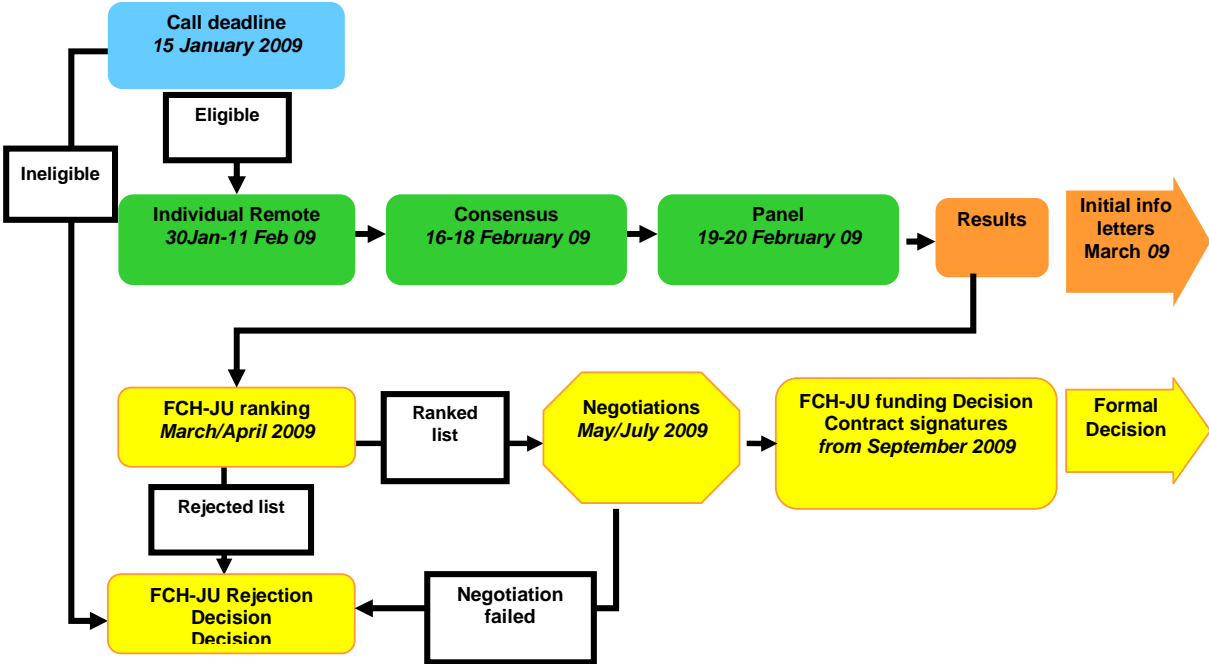 Call deadline
15 January 2009
Eligible
Ineligible
Individual Remote
30Jan-11 Feb 09
Consensus
16-18 February 09
Panel
19-20 February 09
Results
Initial info
letters
March 09
FCH-JU ranking
March/April 2009
Ranked
list
Negotiations
May/July 2009
FCH-JU funding Decision
Contract signatures
from September 2009
Formal
Decision
Rejected list
FCH-JU Rejection
Decision
Decision
Negotiation
failed